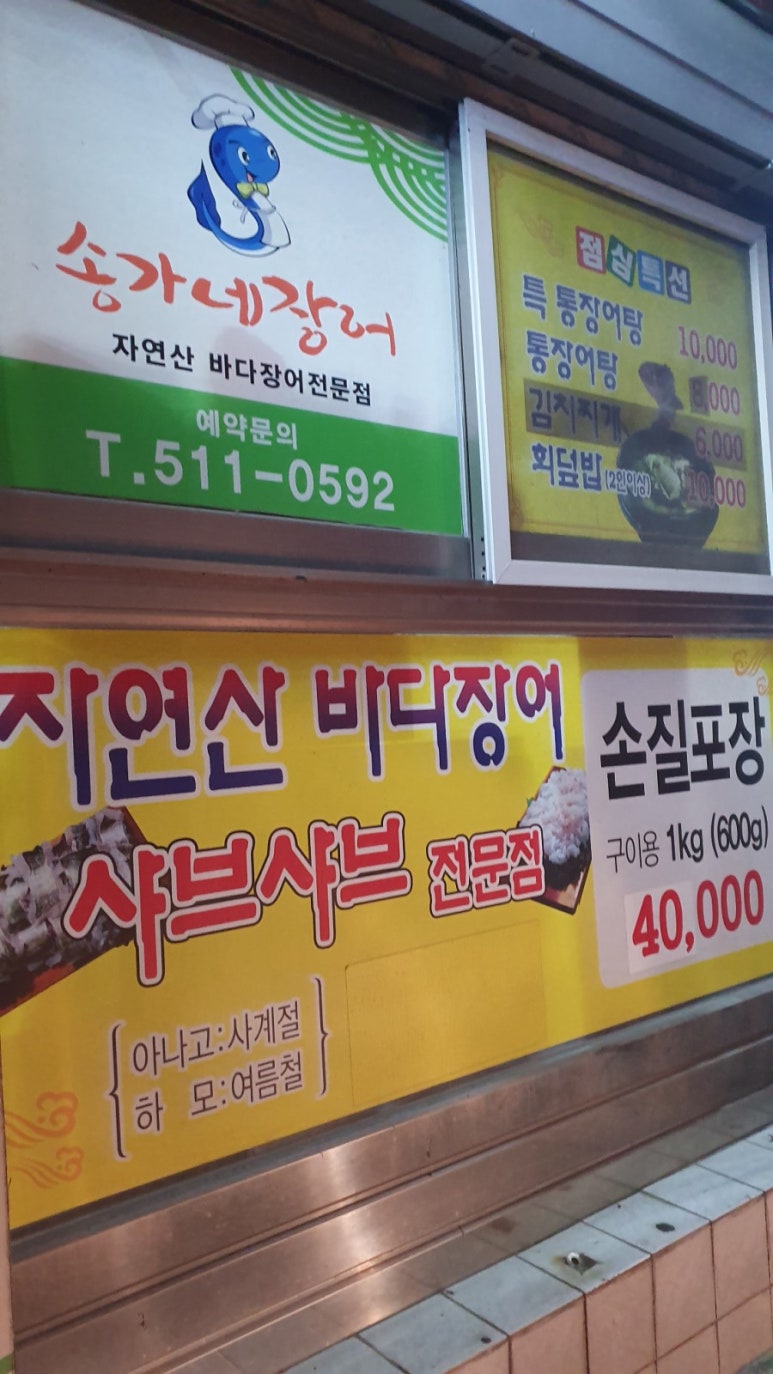 송가네장어
자연산 바다장어전문점
예약문의
T.511-0592
점심특선
특 통장어탕 10,000
통장어탕 8,000
김치찌개 6,000
회덮밥(2인이상) 10,000
자연산 바다장어
샤브샤브 전문점
아나고:사계절
하 모:여름철
손질포장
구이용 1kg (600g)
40,000